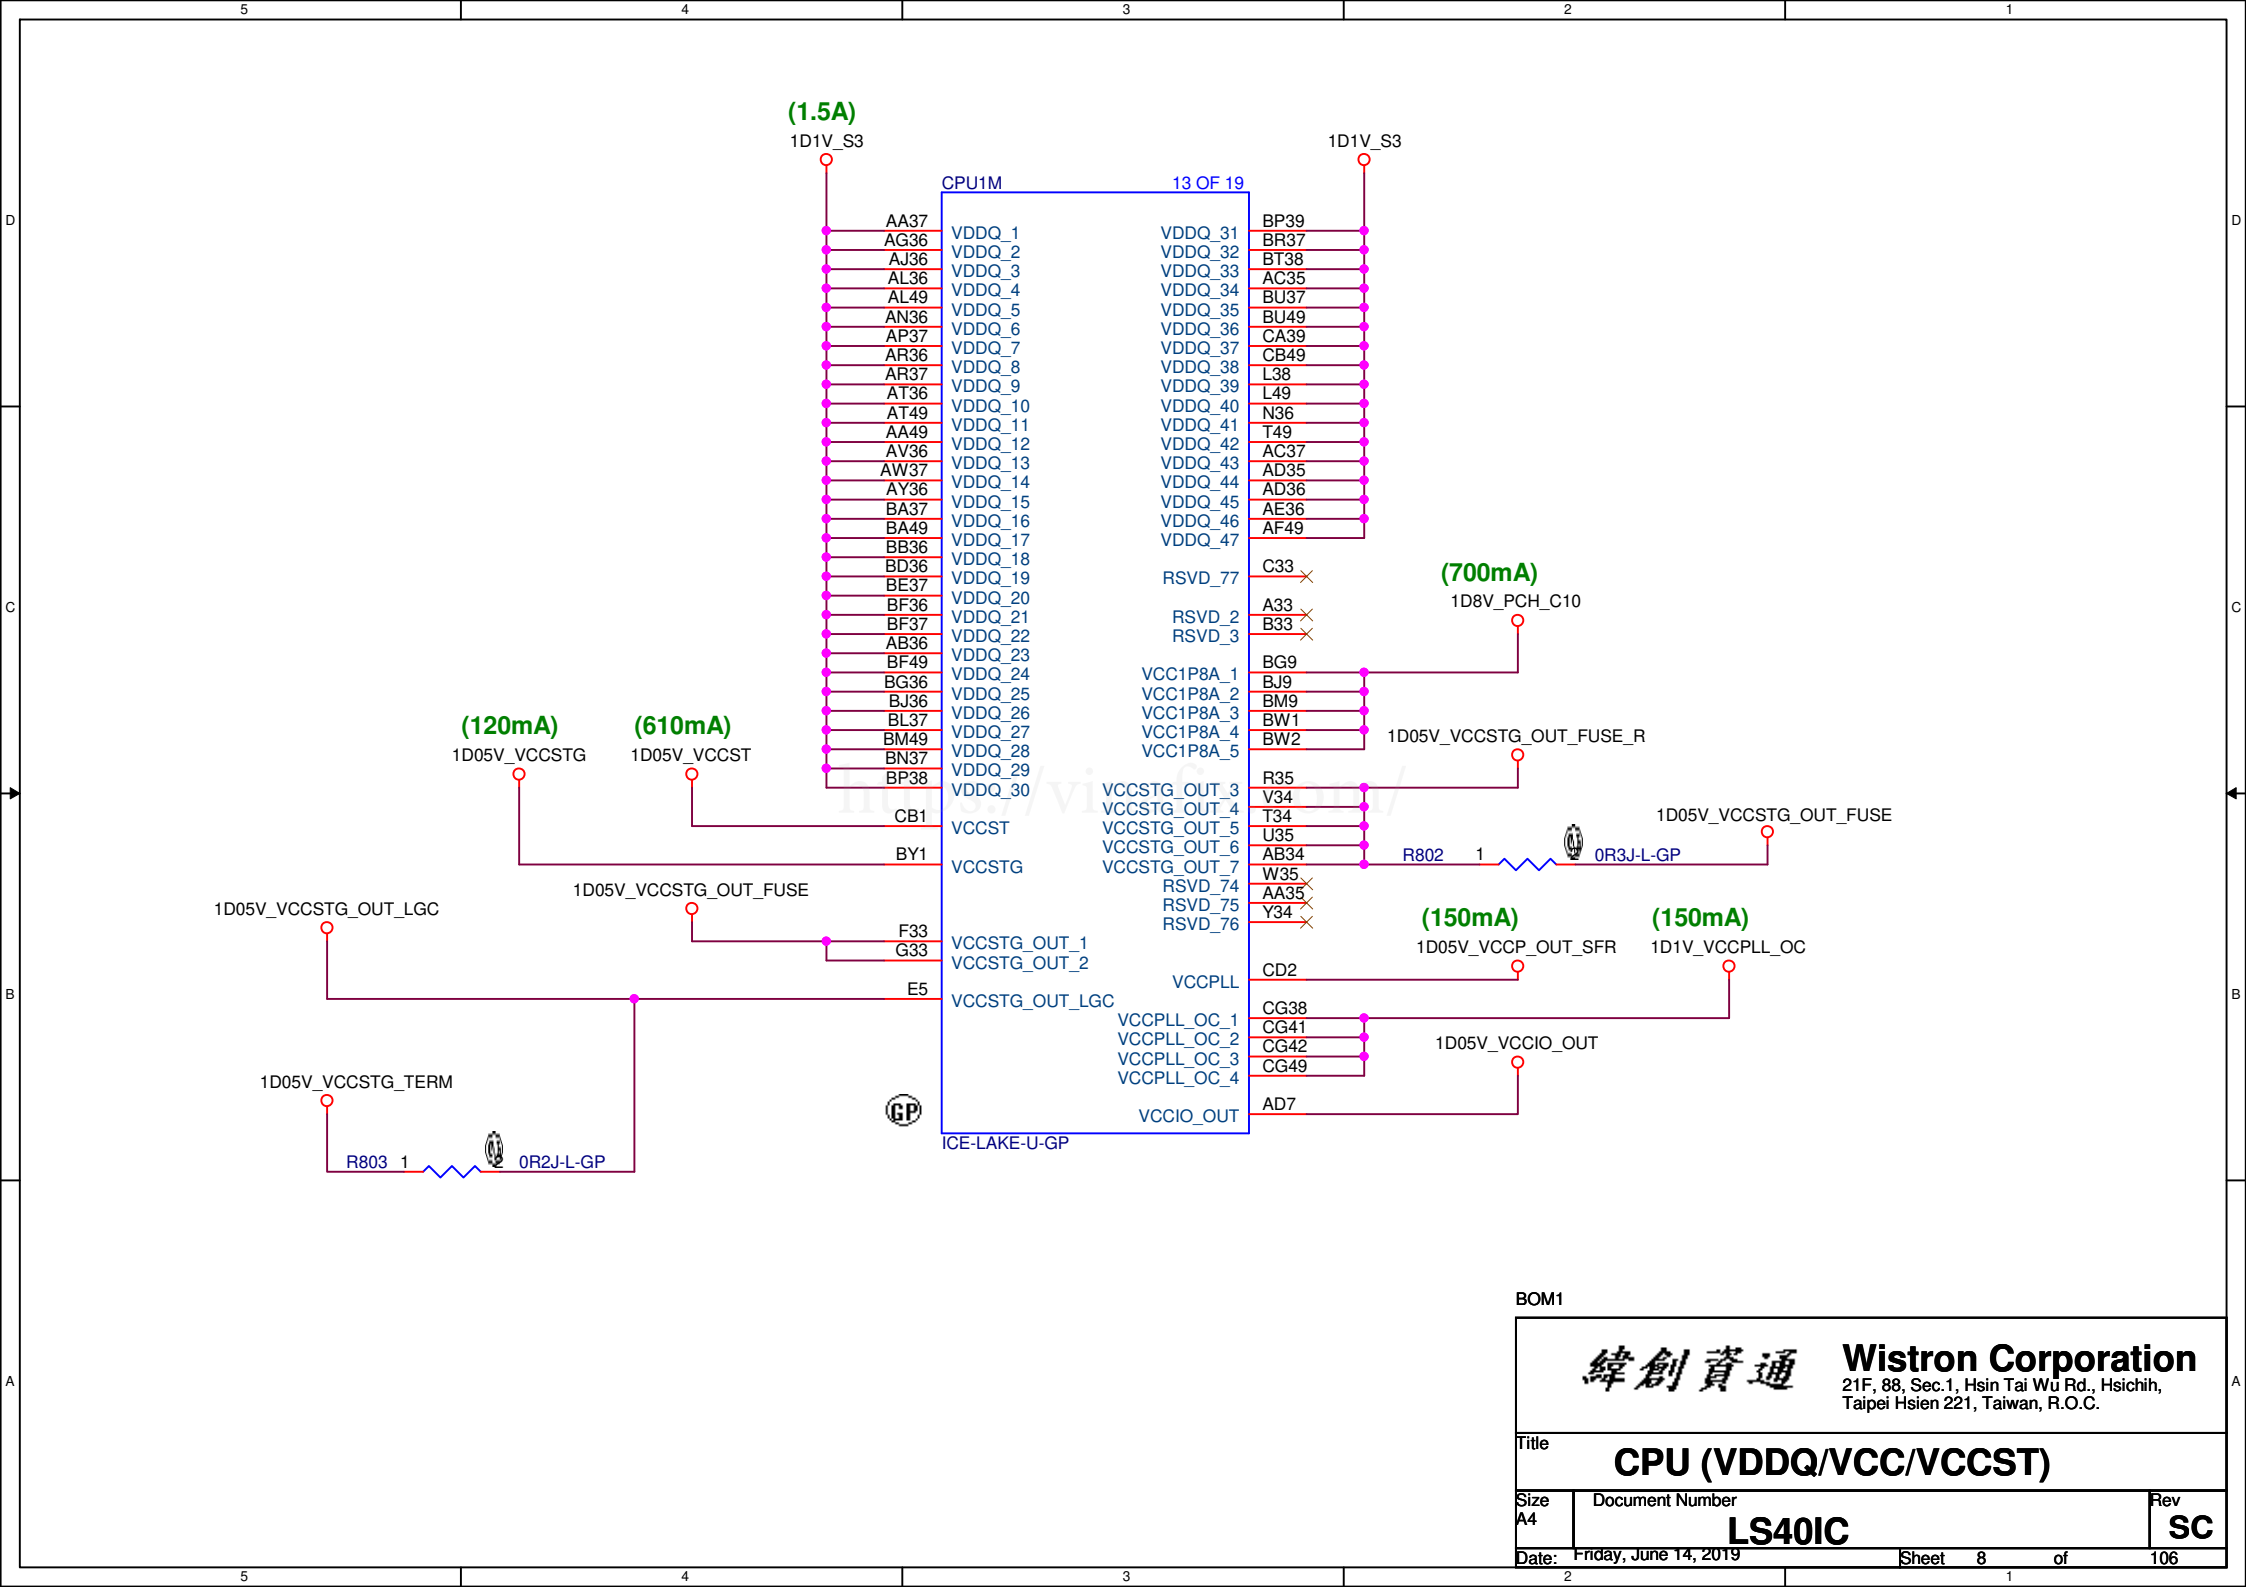 5 4 3 2 1
(1.5A)
1D1V_S3 1D1V_S3
CPU1M 13 OF 19
D D
AA37 VDDQ_1 VDDQ_31 BP39
AG36 VDDQ_2 VDDQ_32 BR37
AJ36 VDDQ_3 VDDQ_33 BT38
AL36 VDDQ_4 VDDQ_34 AC35
AL49 VDDQ_5 VDDQ_35 BU37
AN36 VDDQ_6 VDDQ_36 BU49
AP37 VDDQ_7 VDDQ_37 CA39
AR36 VDDQ_8 VDDQ_38 CB49
AR37 VDDQ_9 VDDQ_39 L38
AT36 VDDQ_10 VDDQ_40 L49
AT49 VDDQ_11 VDDQ_41 N36
AA49 VDDQ_12 VDDQ_42 T49
AV36 VDDQ_13 VDDQ_43 AC37
AW37 VDDQ_14 VDDQ_44 AD35
AY36 VDDQ_15 VDDQ_45 AD36
BA37 VDDQ_16 VDDQ_46 AE36
BA49 VDDQ_17 VDDQ_47 AF49
BB36 VDDQ_18
BD36 VDDQ_19 RSVD_77 C33
(700mA)
BE37 VDDQ_20
1D8V_PCH_C10
C C
BF36 VDDQ_21 RSVD_2 A33
BF37 VDDQ_22 RSVD_3 B33
AB36 VDDQ_23
BF49 VDDQ_24 VCC1P8A_1 BG9
BG36 VDDQ_25 VCC1P8A_2 BJ9
BJ36 VDDQ_26 VCC1P8A_3 BM9
BL37 VDDQ_27 VCC1P8A_4 BW1
BM49 VDDQ_28 VCC1P8A_5 BW2
(120mA) (610mA)
1D05V_VCCSTG_OUT_FUSE_R
1D05V_VCCSTG 1D05V_VCCST
BN37 VDDQ_29
BP38 VDDQ_30 VCCSTG_OUT_3 R35
VCCSTG_OUT_4 V34
CB1 VCCST VCCSTG_OUT_5 T34
1D05V_VCCSTG_OUT_FUSE
VCCSTG_OUT_6 U35
BY1 VCCSTG VCCSTG_OUT_7 AB34 R802 1 0R3J-L-GP
RSVD_74 W35
1D05V_VCCSTG_OUT_FUSE
RSVD_75 AA35
1D05V_VCCSTG_OUT_LGC
RSVD_76 Y34
(150mA) (150mA)
F33 VCCSTG_OUT_1
1D05V_VCCP_OUT_SFR 1D1V_VCCPLL_OC
G33 VCCSTG_OUT_2
VCCPLL CD2
B B
E5 VCCSTG_OUT_LGC
VCCPLL_OC_1 CG38
VCCPLL_OC_2 CG41
VCCPLL_OC_3 CG42
1D05V_VCCIO_OUT
VCCPLL_OC_4 CG49
1D05V_VCCSTG_TERM
GP VCCIO_OUT AD7
ICE-LAKE-U-GP
R803 1 2 0R2J-L-GP
BOM1
緯創資通 Wistron Corporation
21F, 88, Sec.1, Hsin Tai Wu Rd., Hsichih,
Taipei Hsien 221, Taiwan, R.O.C.
A A
Title
CPU (VDDQ/VCC/VCCST)
Size Document Number Rev
A4 LS40IC SC
Date: Friday, June 14, 2019 Sheet 8 of 106
5 4 3 2 1